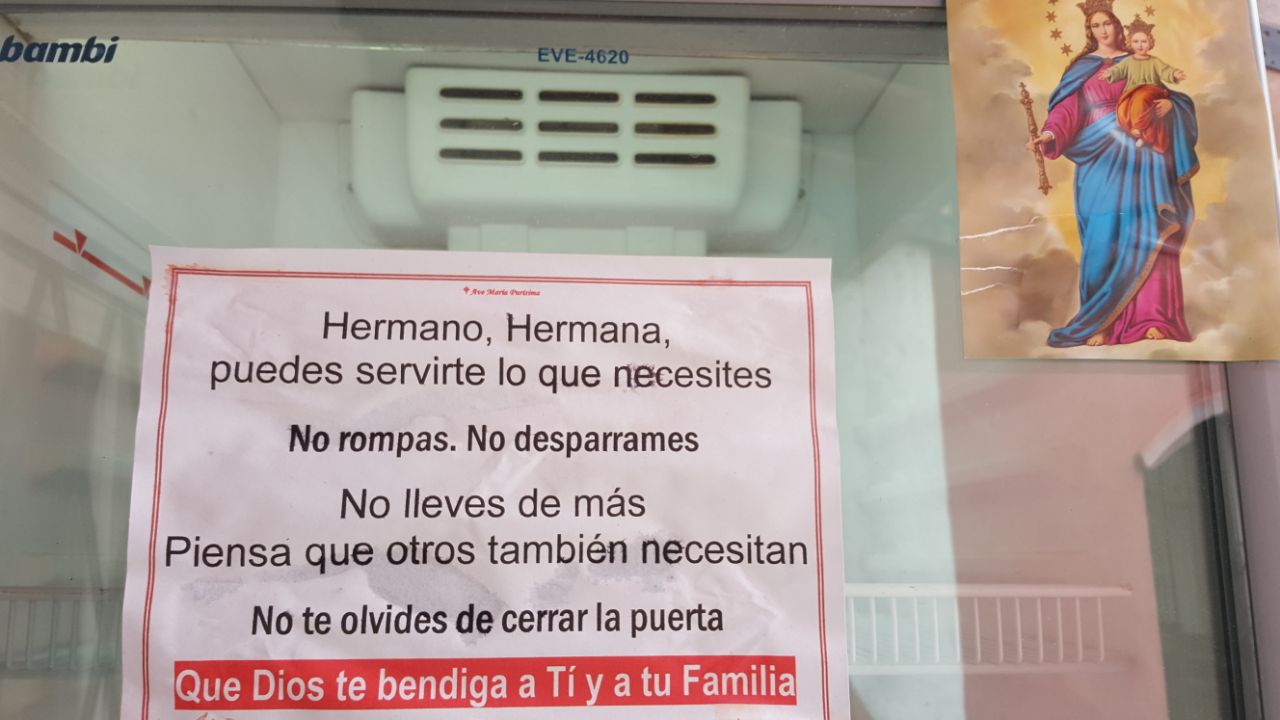 bambi
EVE-4620
Ave María Purísima
Hermano, Hermana,
puedes servirte lo que necesites
No rompas. No desparrames
No lleves de más
Piensa que otros también necesitan
No te olvides de cerrar la puerta
Que Dios te bendiga a Tí y a tu Familia